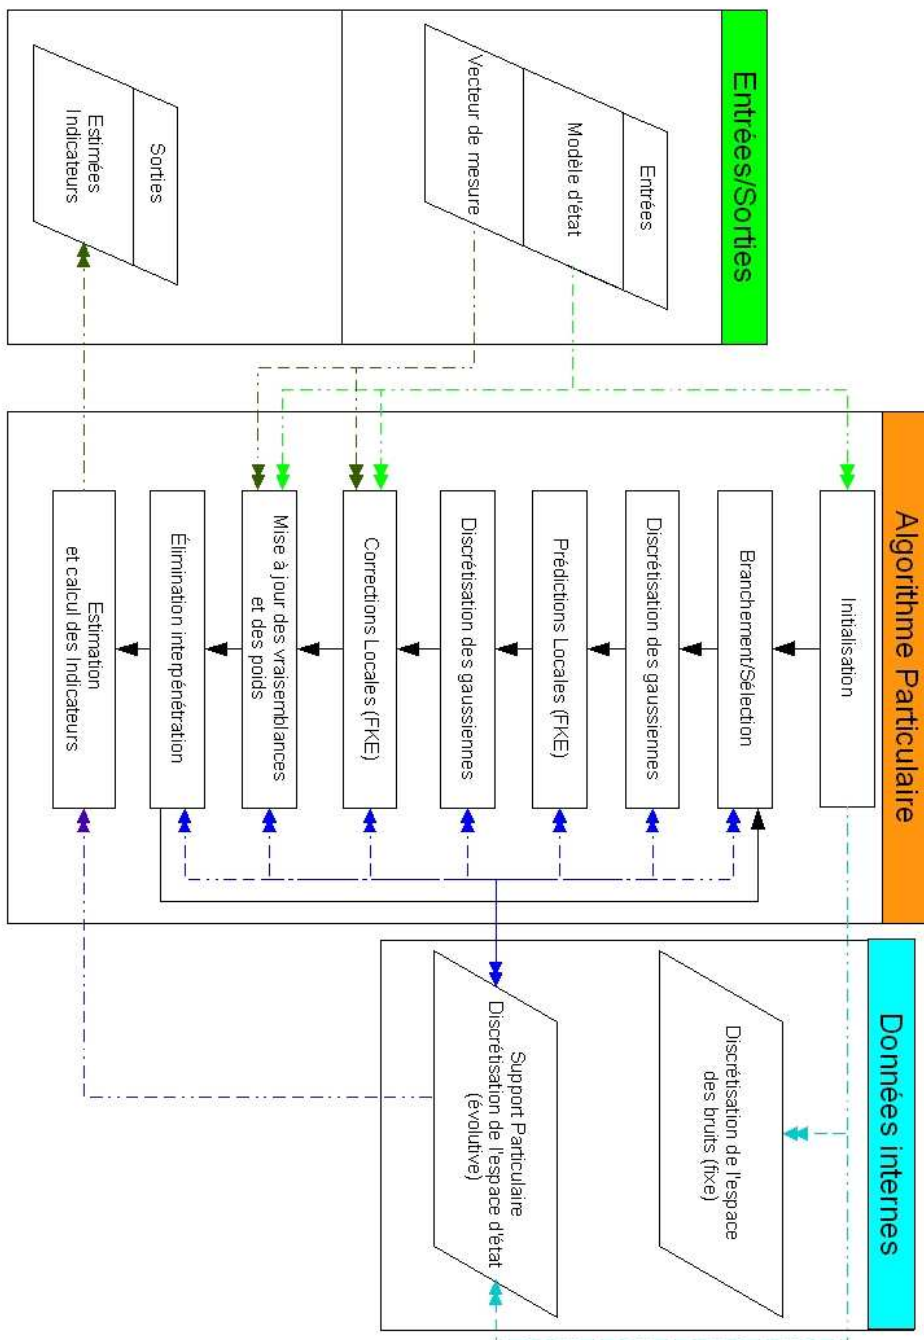 Entrées/Sorties
Entrées
Modèle d'état
Vecteur de mesure
Sorties
Estimées
Indicateurs
Algorithme Particulaire
Initialisation
Branchement/Sélection
Discrétisation des gaussiennes
Prédictions Locales (FKE)
Discrétisation des gaussiennes
Corrections Locales (FKE)
Mise à jour des vraisemblances
et des poids
Élimination interpénétration
Estimation
et calcul des Indicateurs
Données internes
Discrétisation de l'espace
des bruits (fixe)
Support Particulaire
Discrétisation de l'espace d'état
(évolutive)